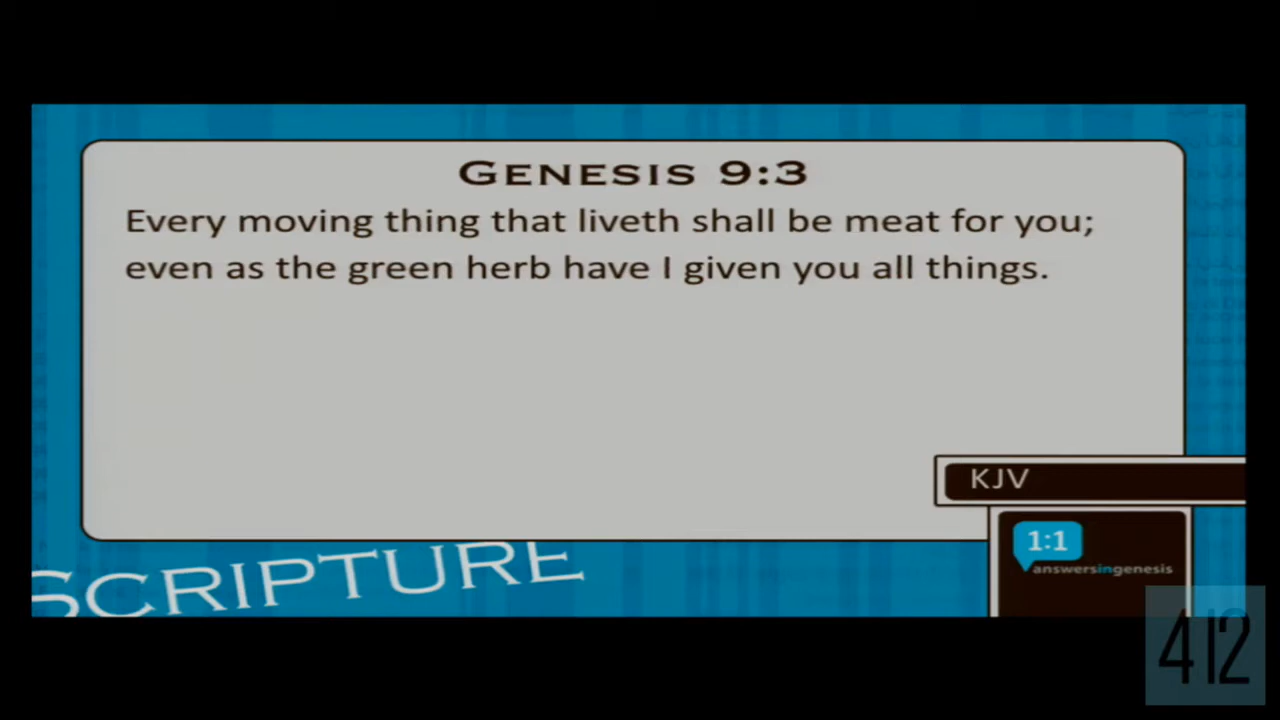 GENESIS 9:3
Every moving thing that liveth shall be meat for you;
even as the green herb have I given you all things.
KJV
1:1
answersingenesis
SCRIPTURE
412